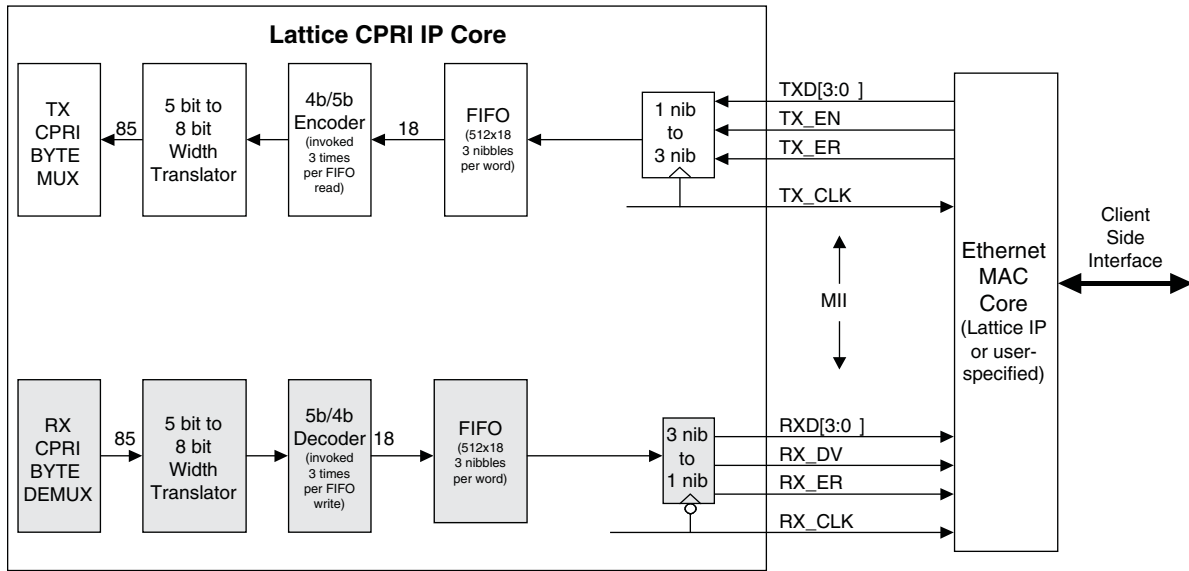 Lattice CPRI IP Core
TX
CPRI
BYTE
MUX
85
5 bit to
8 bit
Width
Translator
4b/5b
Encoder
(invoked
3 times
per FIFO
read)
18
FIFO
(512x18
3 nibbles
per word)
1 nib
to
3 nib
TXD[3:0 ]
TX_EN
TX_ER
TX_CLK
MII
Ethernet
MAC
Core
(Lattice IP
or user-
specified)
Client
Side
Interface
RX
CPRI
BYTE
DEMUX
85
5 bit to
8 bit
Width
Translator
5b/4b
Decoder
(invoked
3 times
per FIFO
write)
18
FIFO
(512x18
3 nibbles
per word)
3 nib
to
1 nib
RXD[3:0 ]
RX_DV
RX_ER
RX_CLK